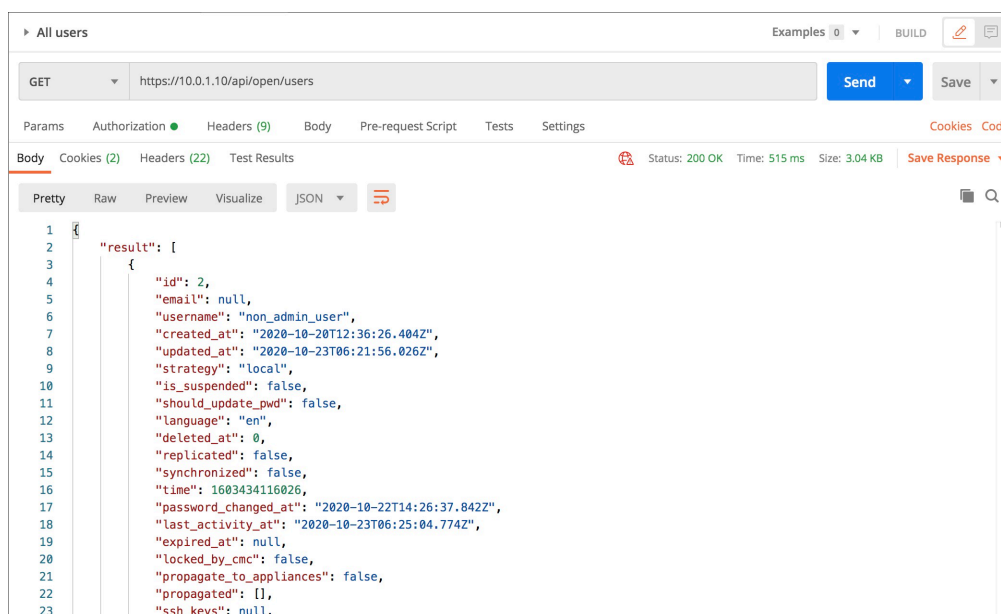 All users Examples 0 BUILD
GET https://10.0.1.10/api/open/users Send Save
Params Authorization Headers (9) Body Pre-request Script Tests Settings Cookies Cod
Body Cookies (2) Headers (22) Test Results Status: 200 OK Time: 515 ms Size: 3.04 KB Save Response
Pretty Raw Preview Visualize JSON
1 {
2 "result": [
3 {
4 "id": 2,
5 "email": null,
6 "username": "non_admin_user",
7 "created_at": "2020-10-20T12:36:26.404Z",
8 "updated_at": "2020-10-23T06:21:56.026Z",
9 "strategy": "local",
10 "is_suspended": false,
11 "should_update_pwd": false,
12 "language": "en",
13 "deleted_at": 0,
14 "replicated": false,
15 "synchronized": false,
16 "time": 1603434116026,
17 "password_changed_at": "2020-10-22T14:26:37.842Z",
18 "last_activity_at": "2020-10-23T06:25:04.774Z",
19 "expired_at": null,
20 "locked_by_cmc": false,
21 "propagate_to_appliances": false,
22 "propagated": [],
23 "ssh_keys": null,